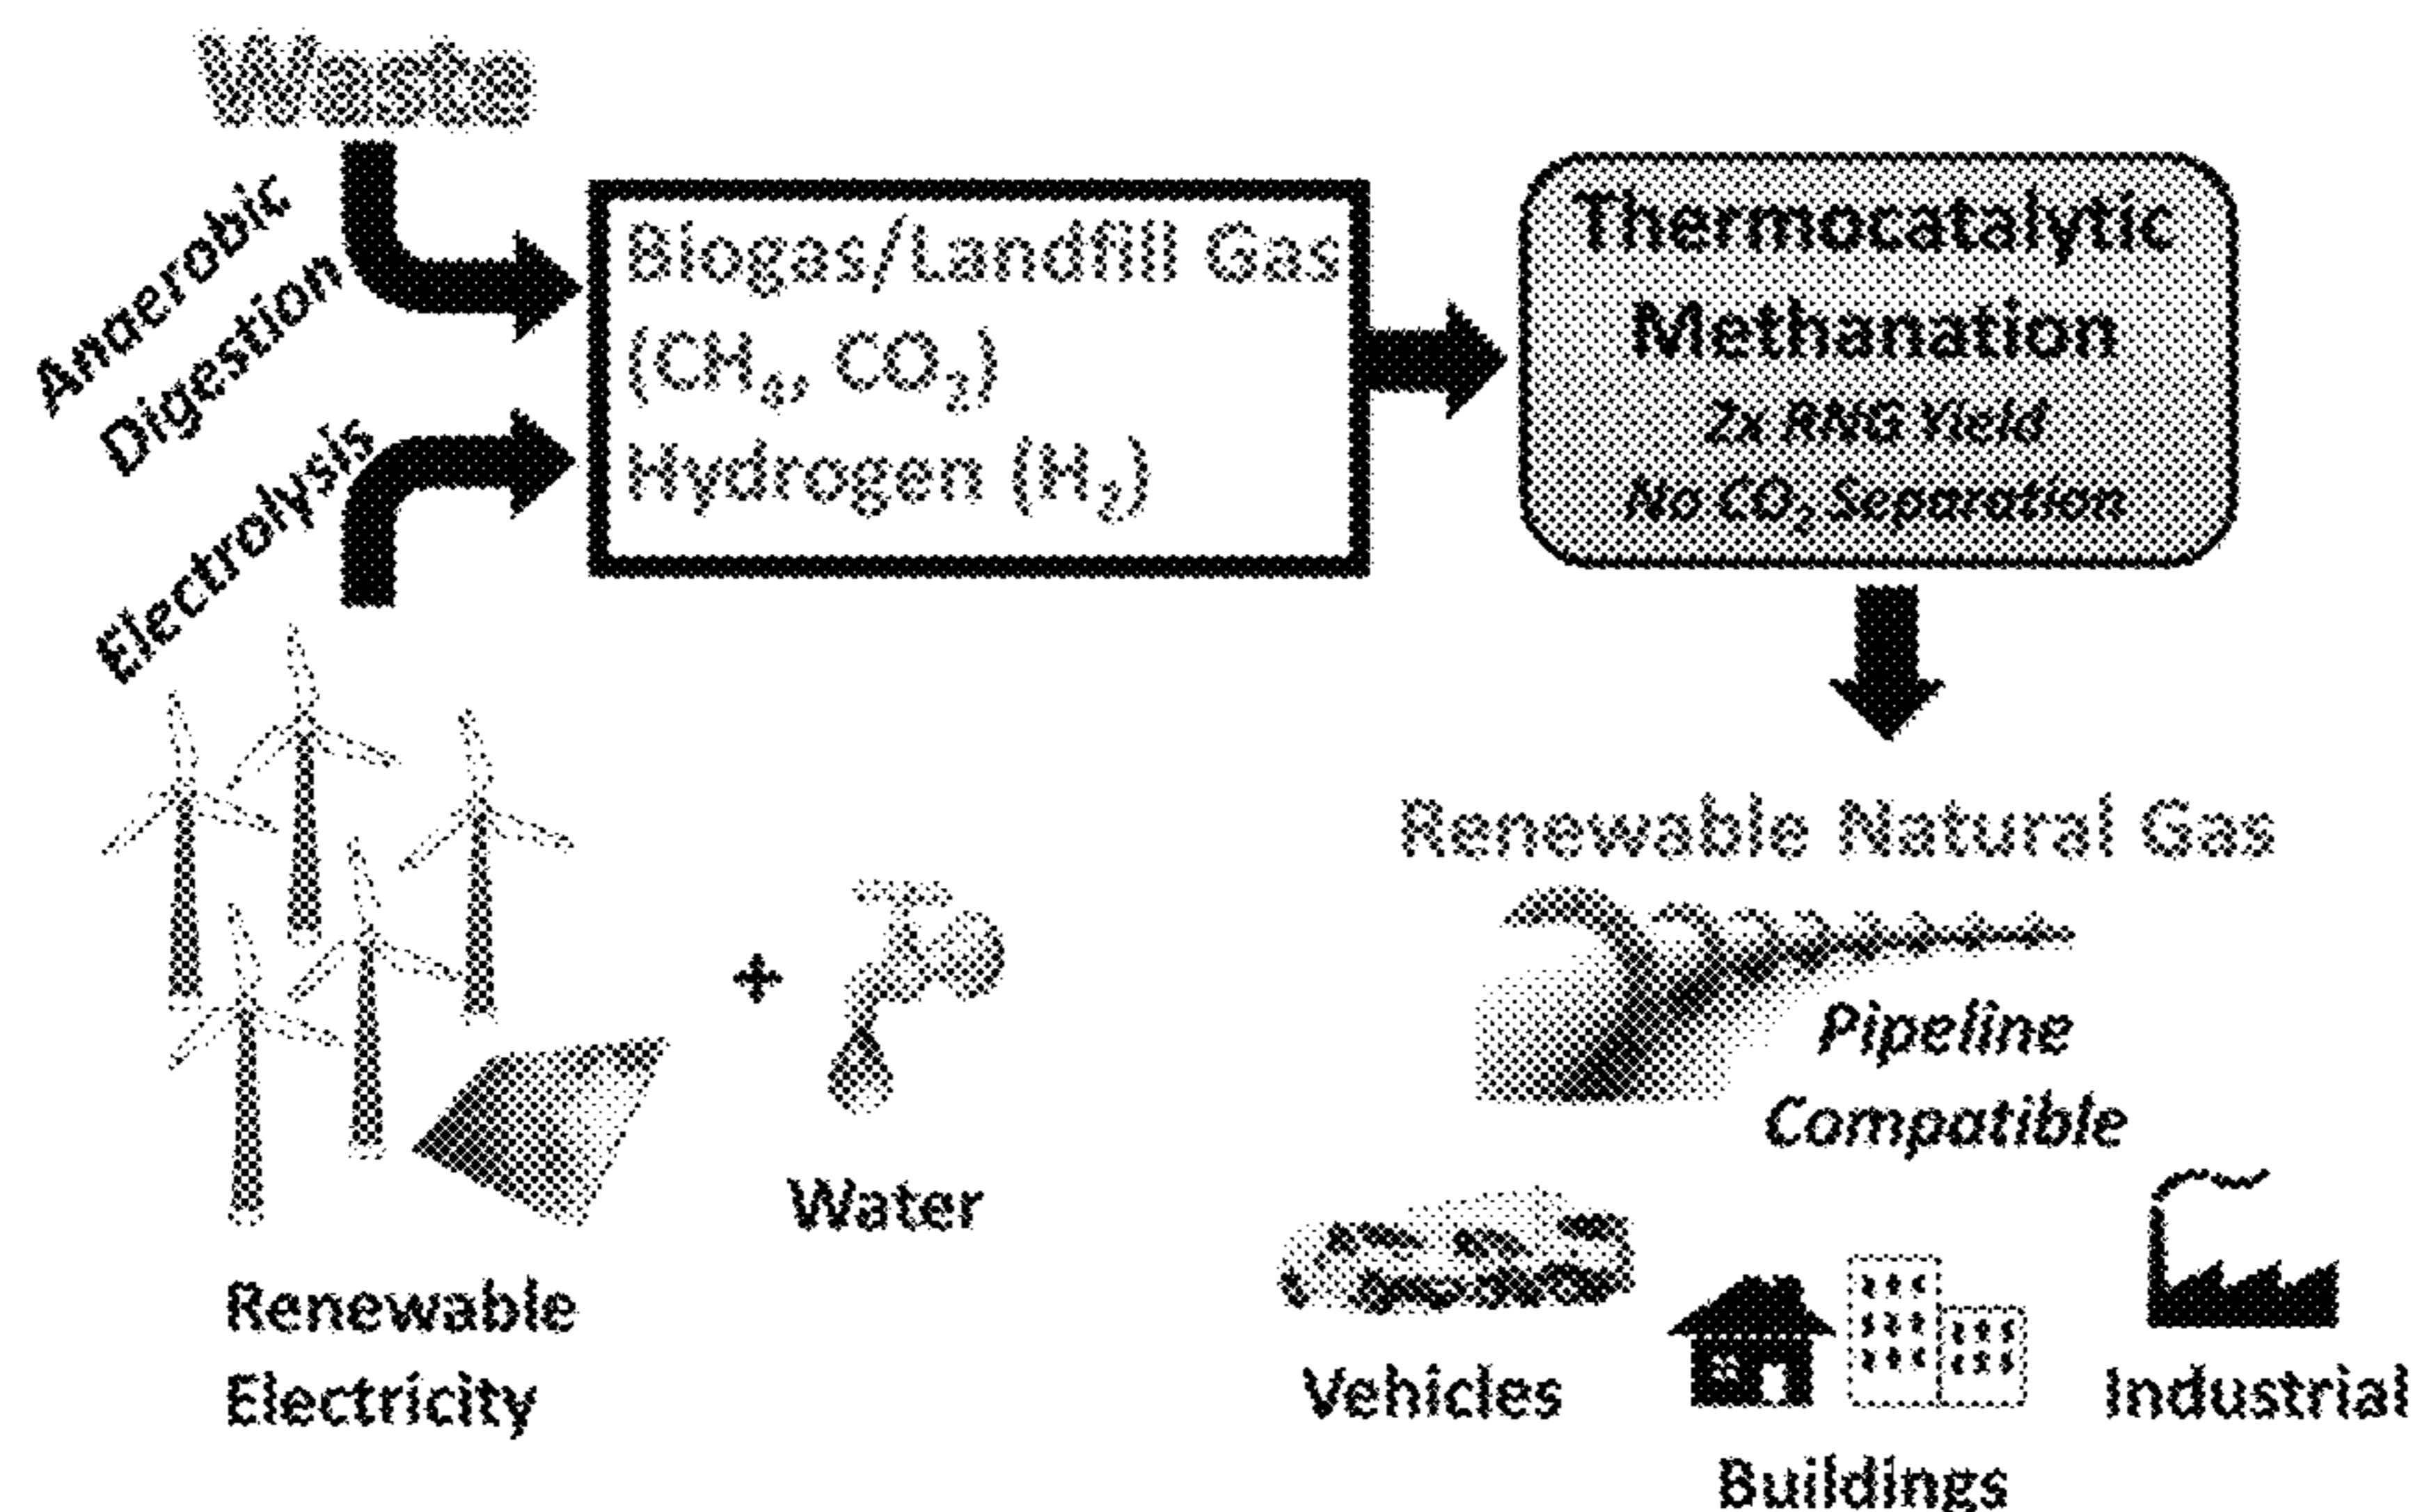 Waste
Anaerobic
Digestion
Electrolysis
Biogas/Landfill Gas
(CH₄, CO₂)
Hydrogen (H₂)
Thermocatalytic
Methanation
2x RNG Yield
No CO₂ Separation
Renewable Natural Gas
Pipeline
Compatible
+
Water
Renewable
Electricity
Vehicles
Buildings
Industrial